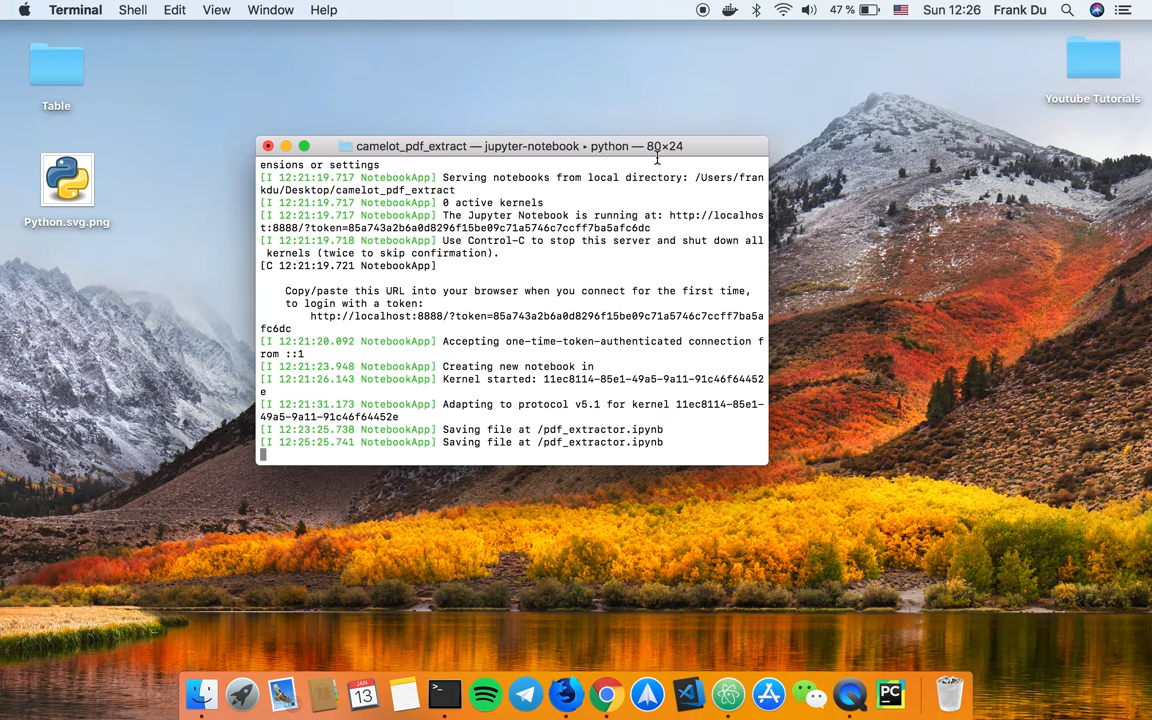 Terminal Shell Edit View Window Help 47 % Sun 12:26 Frank Du
Table
Youtube Tutorials
Python.svg.png
camelot_pdf_extract — jupyter-notebook ▸ python — 80×24
ensions or settings
[I 12:21:19.717 NotebookApp] Serving notebooks from local directory: /Users/fran
kdu/Desktop/camelot_pdf_extract
[I 12:21:19.717 NotebookApp] 0 active kernels
[I 12:21:19.717 NotebookApp] The Jupyter Notebook is running at: http://localhos
t:8888/?token=85a743a2b6a0d8296f15be09c71a5746c7ccff7ba5afc6dc
[I 12:21:19.718 NotebookApp] Use Control-C to stop this server and shut down all
kernels (twice to skip confirmation).
[C 12:21:19.721 NotebookApp]
Copy/paste this URL into your browser when you connect for the first time,
to login with a token:
http://localhost:8888/?token=85a743a2b6a0d8296f15be09c71a5746c7ccff7ba5a
fc6dc
[I 12:21:20.092 NotebookApp] Accepting one-time-token-authenticated connection f
rom ::1
[I 12:21:23.948 NotebookApp] Creating new notebook in
[I 12:21:26.143 NotebookApp] Kernel started: 11ec8114-85e1-49a5-9a11-91c46f64452
e
[I 12:21:31.173 NotebookApp] Adapting to protocol v5.1 for kernel 11ec8114-85e1-
49a5-9a11-91c46f64452e
[I 12:23:25.738 NotebookApp] Saving file at /pdf_extractor.ipynb
[I 12:25:25.741 NotebookApp] Saving file at /pdf_extractor.ipynb
JAN
13
>_
PC